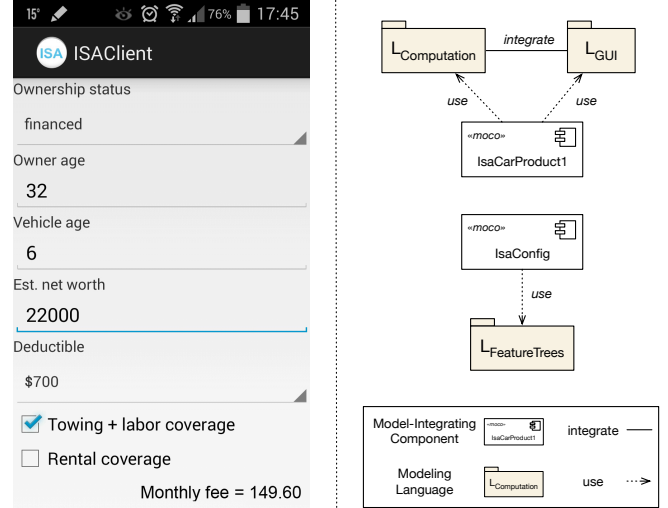 15° 76% 17:45
ISA ISAClient
Ownership status
financed
Owner age
32
Vehicle age
6
Est. net worth
22000
Deductible
$700
Towing + labor coverage
Rental coverage
Monthly fee = 149.60
LComputation integrate LGUI
use use
«moco»
IsaCarProduct1
«moco»
IsaConfig
use
LFeatureTrees
Model-Integrating
Component
«moco»
IsaCarProduct1
integrate
Modeling
Language
LComputation
use